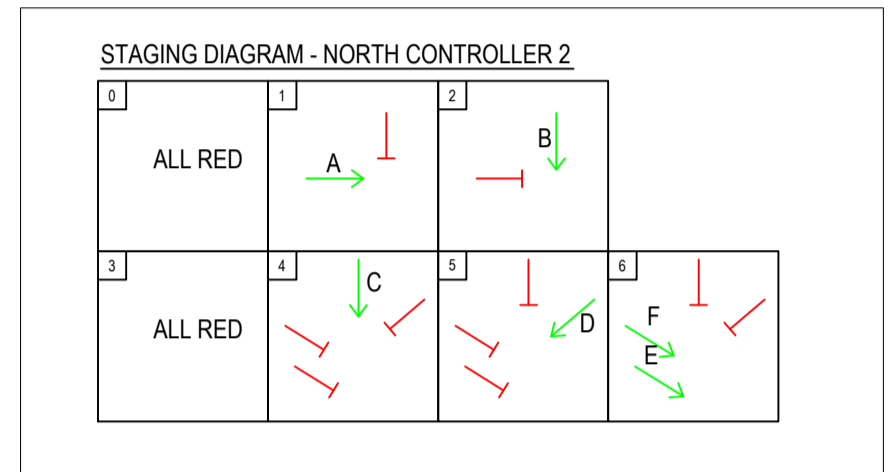 STAGING DIAGRAM - NORTH CONTROLLER 2
0
1
2
ALL RED
A
B
3
4
5
6
ALL RED
C
D
F
E